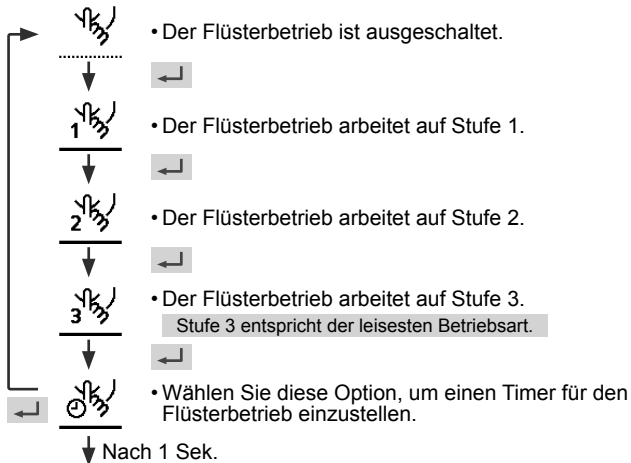 • Der Flüsterbetrieb ist ausgeschaltet.
1
• Der Flüsterbetrieb arbeitet auf Stufe 1.
2
• Der Flüsterbetrieb arbeitet auf Stufe 2.
3
• Der Flüsterbetrieb arbeitet auf Stufe 3.
Stufe 3 entspricht der leisesten Betriebsart.
• Wählen Sie diese Option, um einen Timer für den
Flüsterbetrieb einzustellen.
Nach 1 Sek.